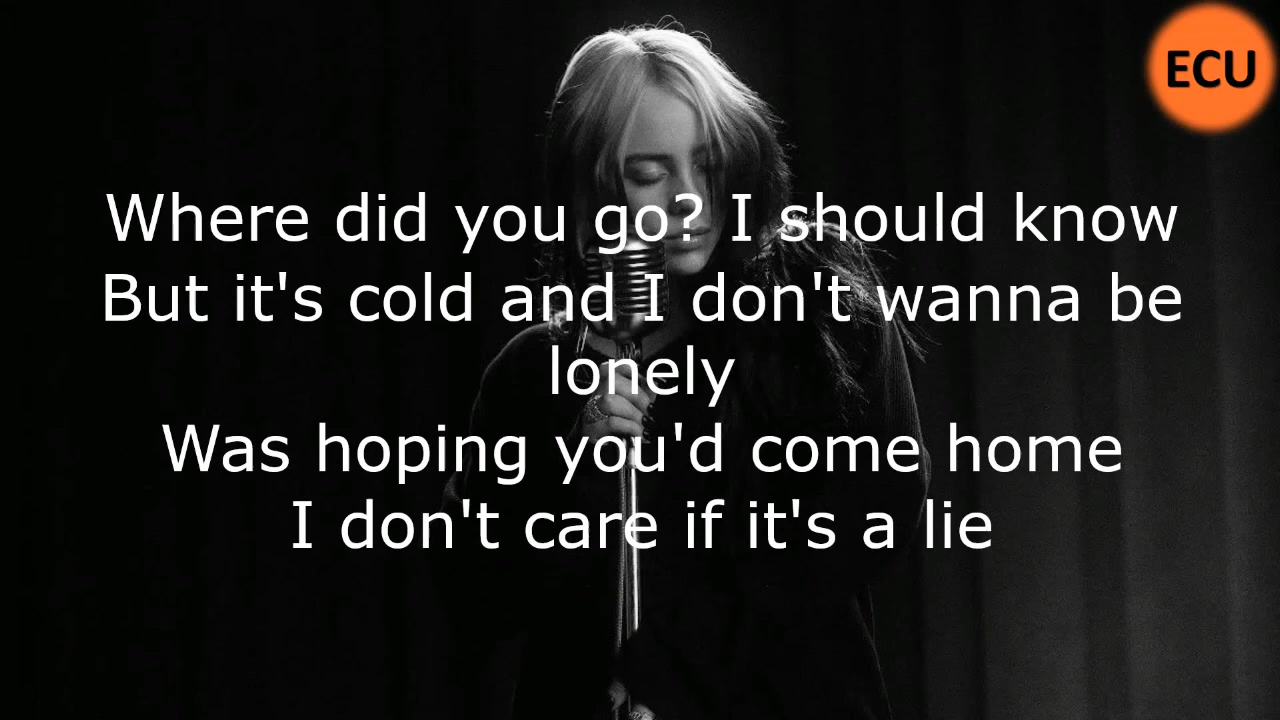 ECU
Where did you go? I should know
But it's cold and I don't wanna be
lonely
Was hoping you'd come home
I don't care if it's a lie